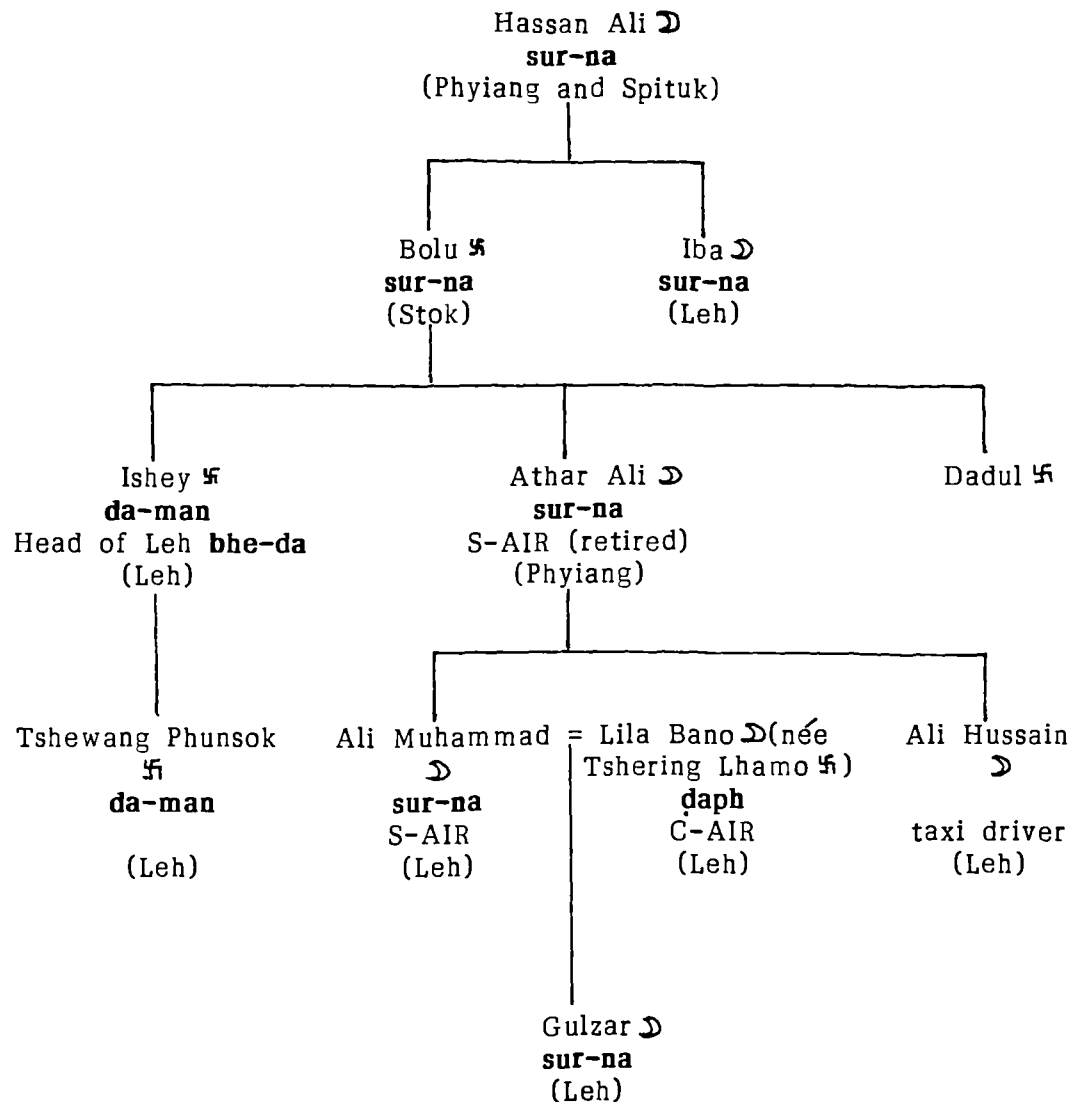 Hassan Ali ☽
sur-na
(Phyiang and Spituk)
Bolu 卐
sur-na
(Stok)
Iba ☽
sur-na
(Leh)
Ishey 卐
da-man
Head of Leh bhe-da
(Leh)
Athar Ali ☽
sur-na
S-AIR (retired)
(Phyiang)
Dadul 卐
Tshewang Phunsok
卐
da-man
(Leh)
Ali Muhammad = Lila Bano ☽ (née
Tshering Lhamo 卐)
☽
sur-na
S-AIR
(Leh)
ḍaph
C-AIR
(Leh)
Ali Hussain
☽
taxi driver
(Leh)
Gulzar ☽
sur-na
(Leh)